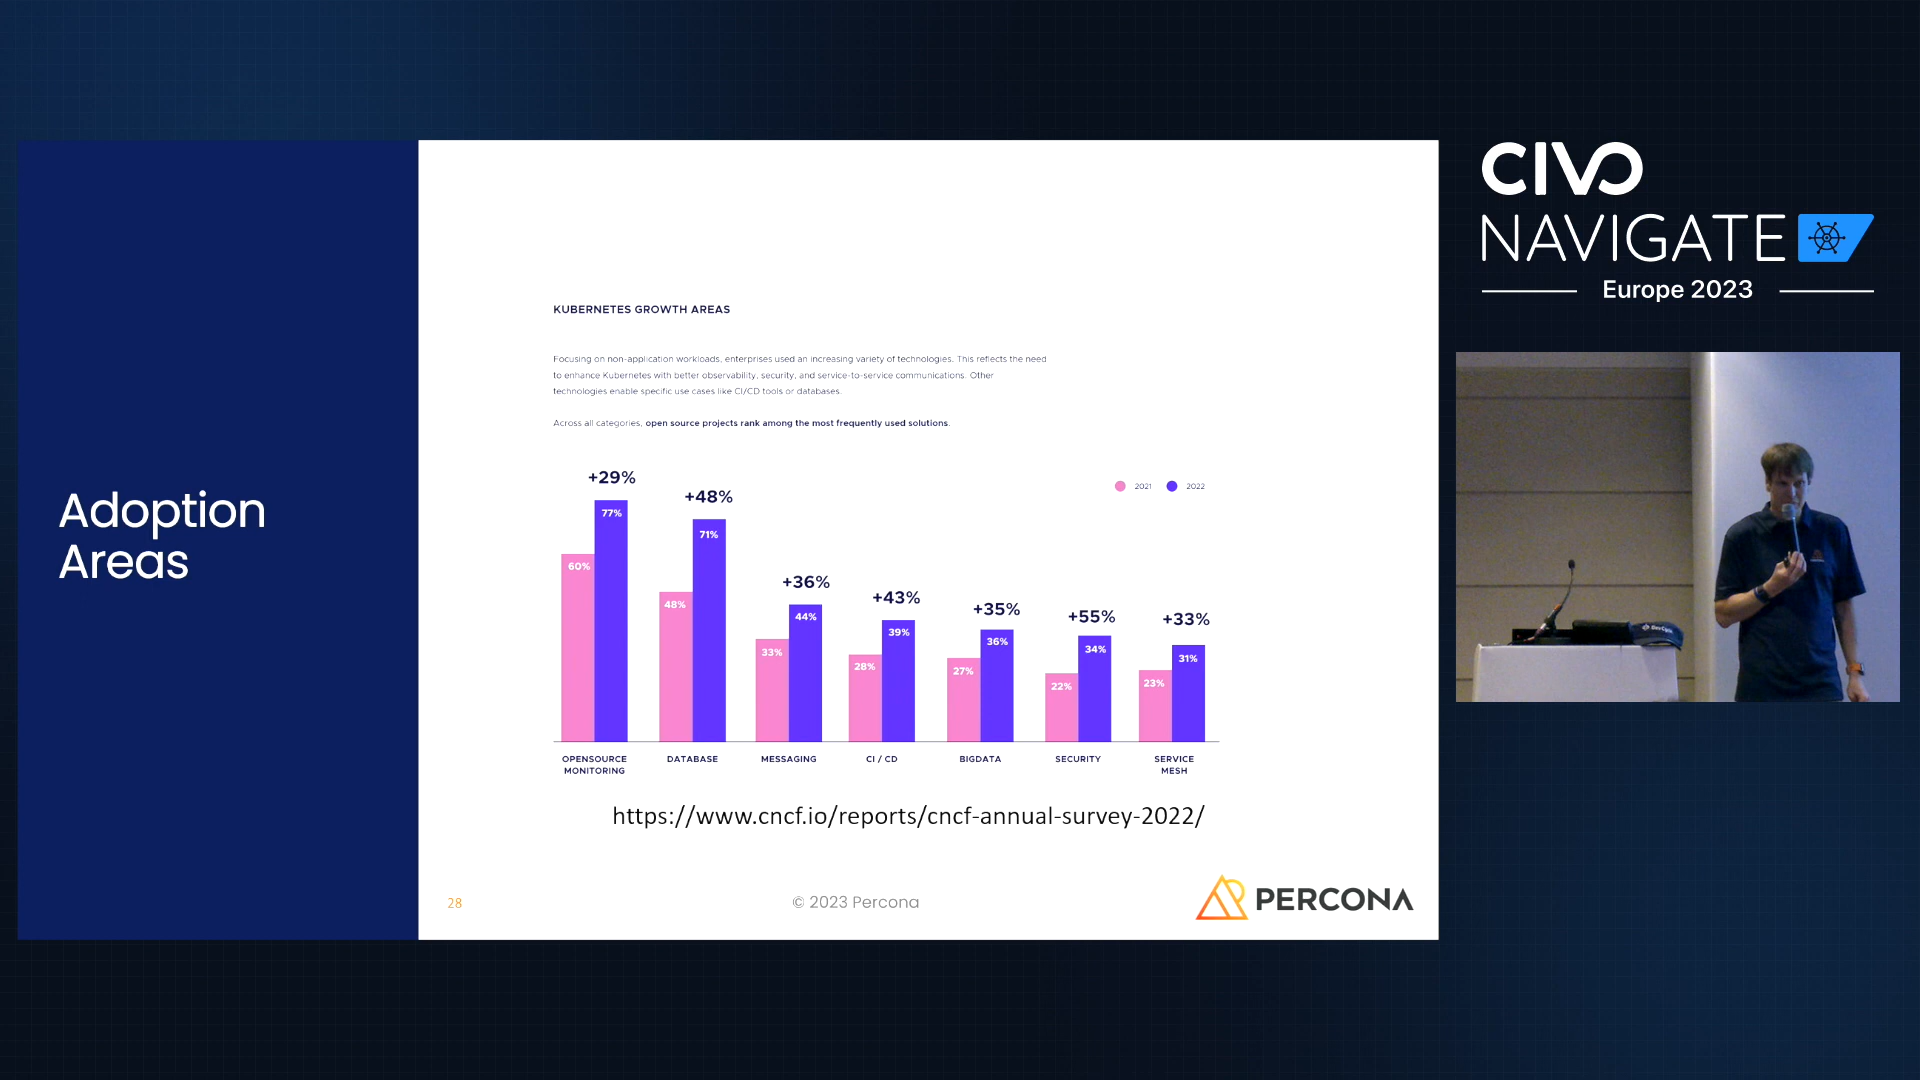 Adoption
Areas
KUBERNETES GROWTH AREAS
Focusing on non-application workloads, enterprises used an increasing variety of technologies. This reflects the need
to enhance Kubernetes with better observability, security, and service-to-service communications. Other
technologies enable specific use cases like CI/CD tools or databases.
Across all categories, open source projects rank among the most frequently used solutions.
2021 2022
+29% +48% +36% +43% +35% +55% +33%
60% 77% 48% 71% 33% 44% 28% 39% 27% 36% 22% 34% 23% 31%
OPENSOURCE
MONITORING
DATABASE
MESSAGING
CI / CD
BIGDATA
SECURITY
SERVICE
MESH
https://www.cncf.io/reports/cncf-annual-survey-2022/
28
© 2023 Percona
PERCONA
CIVO
NAVIGATE
Europe 2023